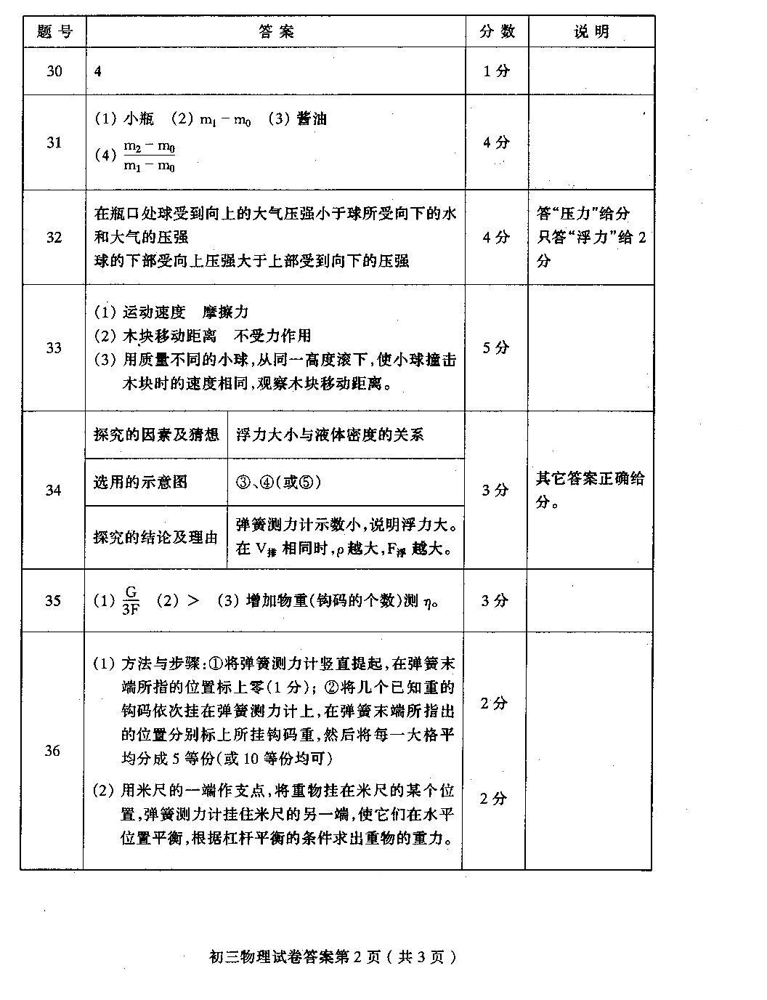 题号 答案 分数 说明
30 4 1分
31 (1) 小瓶 (2) m₁-m₀ (3) 酱油
(4) (m₂-m₀)/(m₁-m₀) 4分
32 在瓶口处球受到向上的大气压强小于球所受向下的水
和大气的压强
球的下部受向上压强大于上部受到向下的压强
4分
答“压力”给分
只答“浮力”给2
分
33 (1) 运动速度 摩擦力
(2) 木块移动距离 不受力作用
(3) 用质量不同的小球,从同一高度滚下,使小球撞击
木块时的速度相同,观察木块移动距离。
5分
34 探究的因素及猜想 浮力大小与液体密度的关系
选用的示意图 ③、④(或⑤)
探究的结论及理由 弹簧测力计示数小,说明浮力大。
在V排相同时,ρ越大,F浮越大。
3分
其它答案正确给
分。
35 (1) G/3F (2) > (3) 增加物重(钩码的个数)测η。 3分
36 (1) 方法与步骤:①将弹簧测力计竖直提起,在弹簧末
端所指的位置标上零(1分); ②将几个已知重的
钩码依次挂在弹簧测力计上,在弹簧末端所指出
的位置分别标上所挂钩码重,然后将每一大格平
均分成5等份(或10等份均可)
2分
(2) 用米尺的一端作支点,将重物挂在米尺的某个位
置,弹簧测力计挂住米尺的另一端,使它们在水平
位置平衡,根据杠杆平衡的条件求出重物的重力。
2分
初三物理试卷答案第2页(共3页)